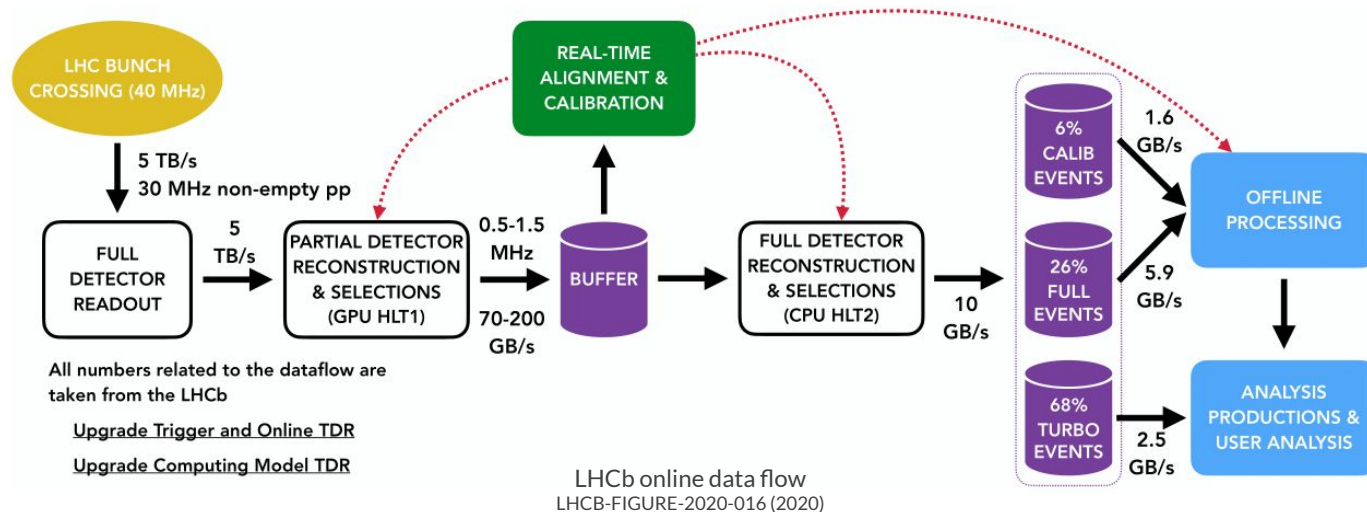 LHC BUNCH
CROSSING (40 MHz)
5 TB/s
30 MHz non-empty pp
FULL
DETECTOR
READOUT
5
TB/s
PARTIAL DETECTOR
RECONSTRUCTION
& SELECTIONS
(GPU HLT1)
0.5-1.5
MHz
70-200
GB/s
REAL-TIME
ALIGNMENT &
CALIBRATION
BUFFER
FULL DETECTOR
RECONSTRUCTION
& SELECTIONS
(CPU HLT2)
10
GB/s
6%
CALIB
EVENTS
1.6
GB/s
26%
FULL
EVENTS
5.9
GB/s
68%
TURBO
EVENTS
2.5
GB/s
OFFLINE
PROCESSING
ANALYSIS
PRODUCTIONS &
USER ANALYSIS
All numbers related to the dataflow are
taken from the LHCb
Upgrade Trigger and Online TDR
Upgrade Computing Model TDR
LHCb online data flow
LHCB-FIGURE-2020-016 (2020)